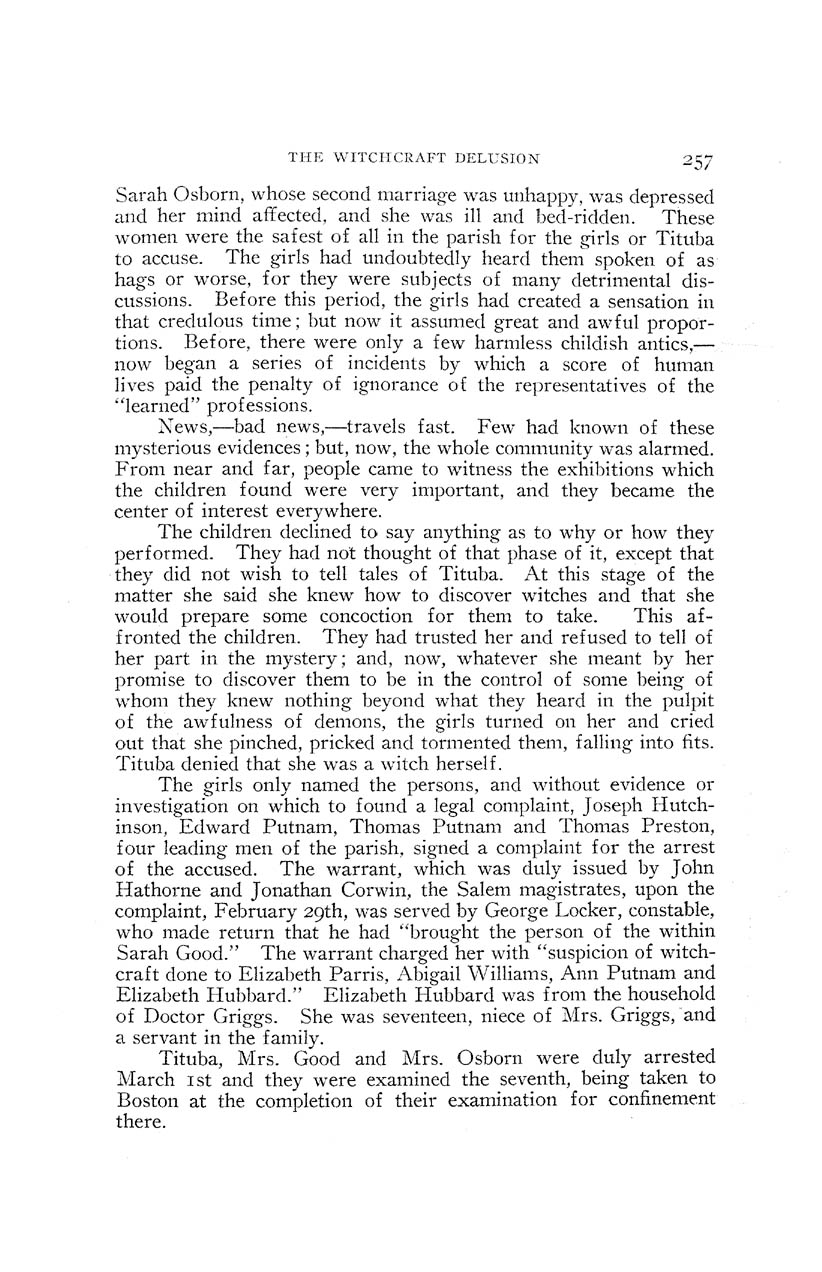 THE WITCHCRAFT DELUSION 257
Sarah Osborn, whose second marriage was unhappy, was depressed
and her mind affected, and she was ill and bed-ridden. These
women were the safest of all in the parish for the girls or Tituba
to accuse. The girls had undoubtedly heard them spoken of as
hags or worse, for they were subjects of many detrimental dis-
cussions. Before this period, the girls had created a sensation in
that credulous time; but now it assumed great and awful propor-
tions. Before, there were only a few harmless childish antics,—
now began a series of incidents by which a score of human
lives paid the penalty of ignorance of the representatives of the
"learned" professions.
News,—bad news,—travels fast. Few had known of these
mysterious evidences; but, now, the whole community was alarmed.
From near and far, people came to witness the exhibitions which
the children found were very important, and they became the
center of interest everywhere.
The children declined to say anything as to why or how they
performed. They had not thought of that phase of it, except that
they did not wish to tell tales of Tituba. At this stage of the
matter she said she knew how to discover witches and that she
would prepare some concoction for them to take. This af-
fronted the children. They had trusted her and refused to tell of
her part in the mystery; and, now, whatever she meant by her
promise to discover them to be in the control of some being of
whom they knew nothing beyond what they heard in the pulpit
of the awfulness of demons, the girls turned on her and cried
out that she pinched, pricked and tormented them, falling into fits.
Tituba denied that she was a witch herself.
The girls only named the persons, and without evidence or
investigation on which to found a legal complaint, Joseph Hutch-
inson, Edward Putnam, Thomas Putnam and Thomas Preston,
four leading men of the parish, signed a complaint for the arrest
of the accused. The warrant, which was duly issued by John
Hathorne and Jonathan Corwin, the Salem magistrates, upon the
complaint, February 29th, was served by George Locker, constable,
who made return that he had "brought the person of the within
Sarah Good." The warrant charged her with "suspicion of witch-
craft done to Elizabeth Parris, Abigail Williams, Ann Putnam and
Elizabeth Hubbard." Elizabeth Hubbard was from the household
of Doctor Griggs. She was seventeen, niece of Mrs. Griggs, and
a servant in the family.
Tituba, Mrs. Good and Mrs. Osborn were duly arrested
March 1st and they were examined the seventh, being taken to
Boston at the completion of their examination for confinement
there.